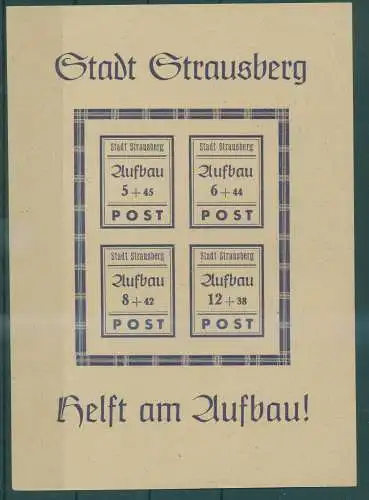 Stadt Strausberg
Stadt Strausberg
Aufbau
5 + 45
POST
Stadt Strausberg
Aufbau
6 + 44
POST
Stadt Strausberg
Aufbau
8 + 42
POST
Stadt Strausberg
Aufbau
12 + 38
POST
Helft am Aufbau!